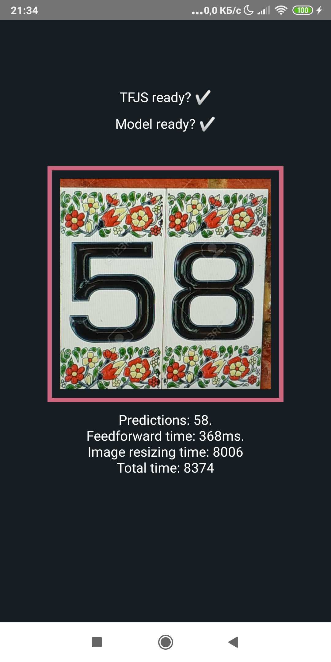 21:34
...0,0 КБ/с
100
TFJS ready? ✔
Model ready? ✔
58
Predictions: 58.
Feedforward time: 368ms.
Image resizing time: 8006
Total time: 8374